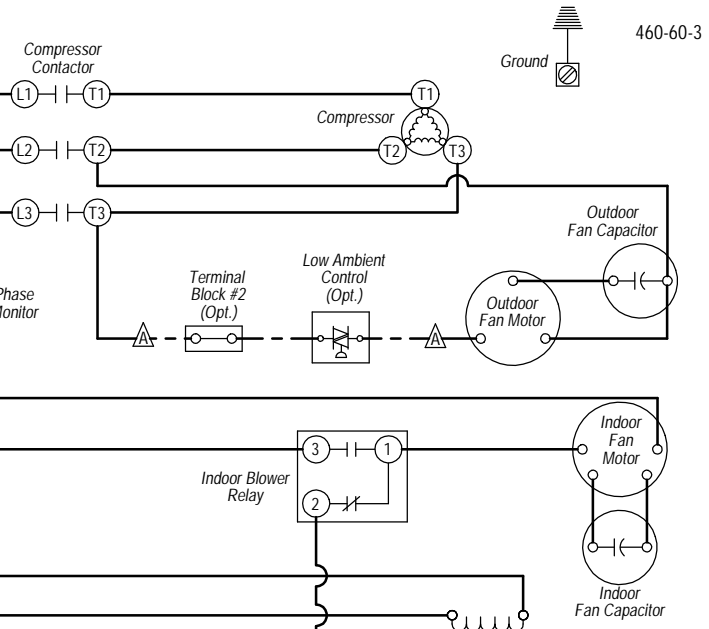 460-60-3
Compressor
Contactor
Ground
L1
T1
T1
Compressor
L2
T2
T2
T3
L3
T3
Outdoor
Fan Capacitor
Low Ambient
Control
(Opt.)
Terminal
Block #2
(Opt.)
Phase
Monitor
Outdoor
Fan Motor
A
A
Indoor
Fan
Motor
3
1
Indoor Blower
Relay
2
Indoor
Fan Capacitor